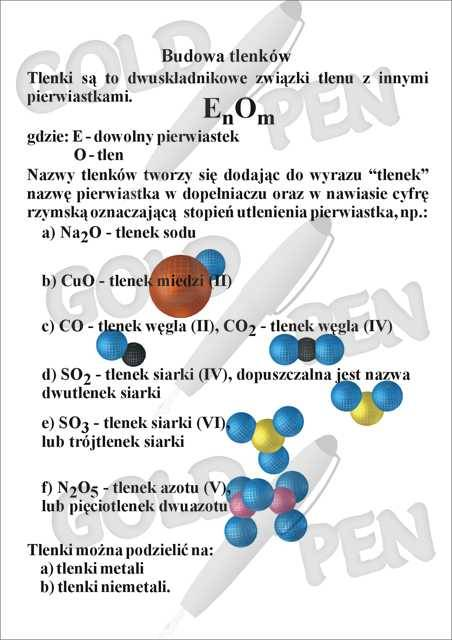 Budowa tlenków
Tlenki są to dwuskładnikowe związki tlenu z innymi
pierwiastkami.
EₙOₘ
gdzie: E - dowolny pierwiastek
O - tlen
Nazwy tlenków tworzy się dodając do wyrazu “tlenek”
nazwę pierwiastka w dopełniaczu oraz w nawiasie cyfrę
rzymską oznaczającą stopień utlenienia pierwiastka, np.:
a) Na₂O - tlenek sodu
b) CuO - tlenek miedzi (II)
c) CO - tlenek węgla (II), CO₂ - tlenek węgla (IV)
d) SO₂ - tlenek siarki (IV), dopuszczalna jest nazwa
dwutlenek siarki
e) SO₃ - tlenek siarki (VI),
lub trójtlenek siarki
f) N₂O₅ - tlenek azotu (V),
lub pięciotlenek dwuazotu
Tlenki można podzielić na:
a) tlenki metali
b) tlenki niemetali.
GOLD PEN
GOLD PEN
GOLD PEN